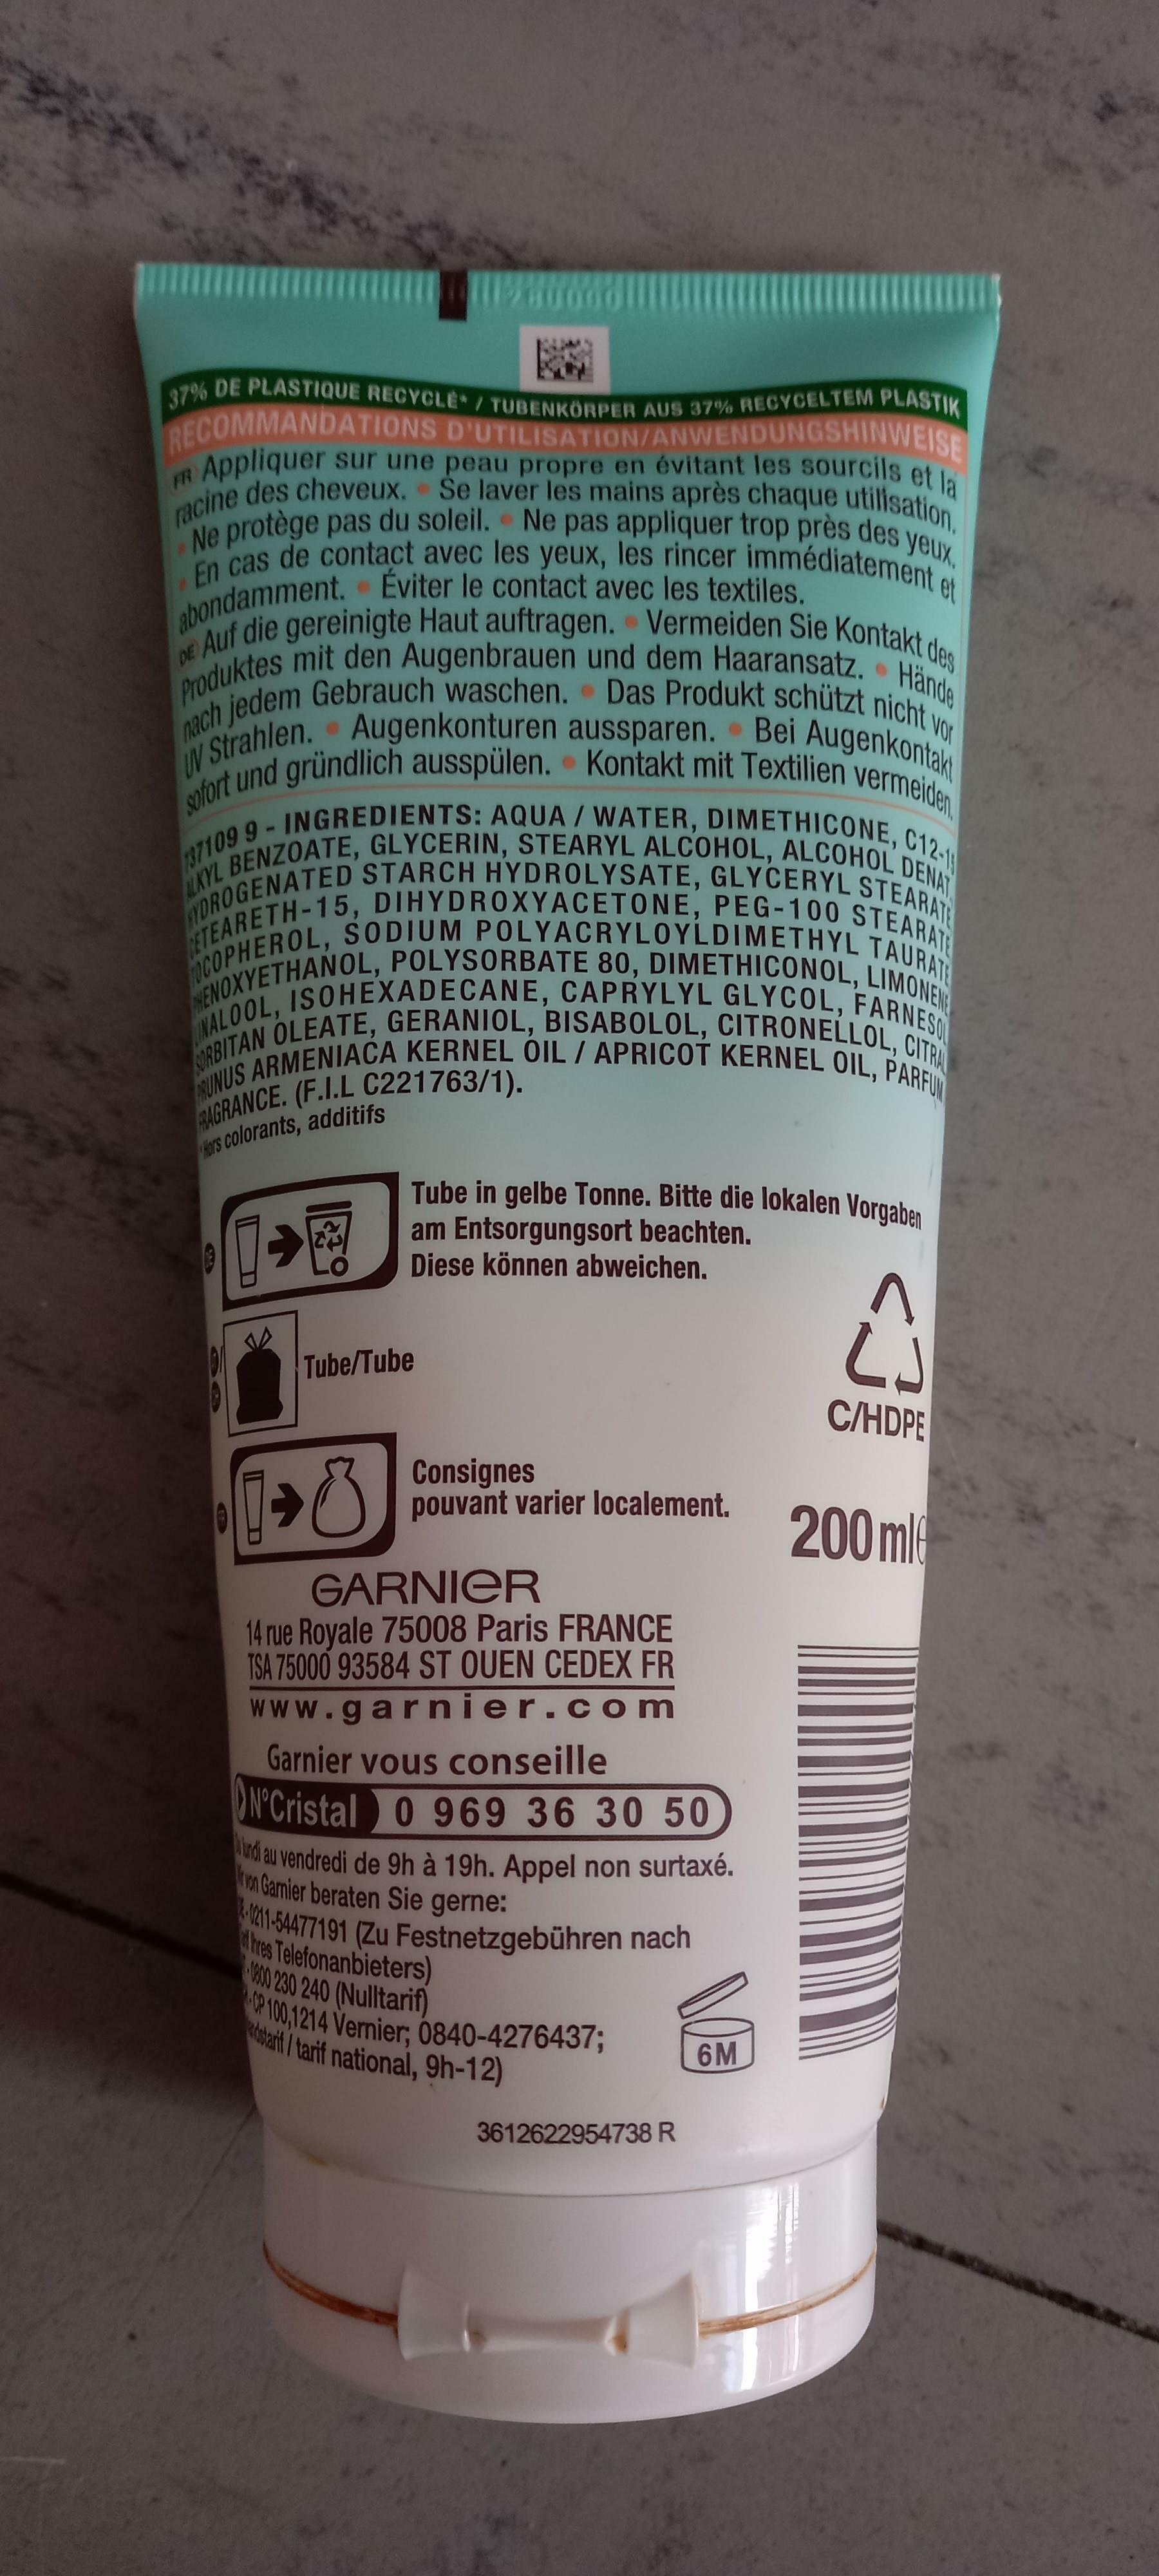 37% DE PLASTIQUE RECYCLÉ* / TUBENKÖRPER AUS 37% RECYCELTEM PLASTIK
RECOMMANDATIONS D'UTILISATION/ANWENDUNGSHINWEISE
FR Appliquer sur une peau propre en évitant les sourcils et la
racine des cheveux. • Se laver les mains après chaque utilisation.
• Ne protège pas du soleil. • Ne pas appliquer trop près des yeux.
• En cas de contact avec les yeux, les rincer immédiatement et
abondamment. • Éviter le contact avec les textiles.
DE Auf die gereinigte Haut auftragen. • Vermeiden Sie Kontakt des
Produktes mit den Augenbrauen und dem Haaransatz. • Hände
nach jedem Gebrauch waschen. • Das Produkt schützt nicht vor
UV Strahlen. • Augenkonturen aussparen. • Bei Augenkontakt
sofort und gründlich ausspülen. • Kontakt mit Textilien vermeiden.
737109 9 - INGREDIENTS: AQUA / WATER, DIMETHICONE, C12-15
ALKYL BENZOATE, GLYCERIN, STEARYL ALCOHOL, ALCOHOL DENAT.
HYDROGENATED STARCH HYDROLYSATE, GLYCERYL STEARATE
CETEARETH-15, DIHYDROXYACETONE, PEG-100 STEARATE
TOCOPHEROL, SODIUM POLYACRYLOYLDIMETHYL TAURATE
PHENOXYETHANOL, POLYSORBATE 80, DIMETHICONOL, LIMONENE
LINALOOL, ISOHEXADECANE, CAPRYLYL GLYCOL, FARNESOL
SORBITAN OLEATE, GERANIOL, BISABOLOL, CITRONELLOL, CITRAL
PRUNUS ARMENIACA KERNEL OIL / APRICOT KERNEL OIL, PARFUM
FRAGRANCE. (F.I.L C221763/1).
*Hors colorants, additifs
Tube in gelbe Tonne. Bitte die lokalen Vorgaben
am Entsorgungsort beachten.
Diese können abweichen.
Tube/Tube
C/HDPE
Consignes
pouvant varier localement.
200 ml e
GARNIER
14 rue Royale 75008 Paris FRANCE
TSA 75000 93584 ST OUEN CEDEX FR
www.garnier.com
Garnier vous conseille
N°Cristal 0 969 36 30 50
Du lundi au vendredi de 9h à 19h. Appel non surtaxé.
Wir von Garnier beraten Sie gerne:
DE-0211-54477191 (Zu Festnetzgebühren nach
Tarif Ihres Telefonanbieters)
-0800 230 240 (Nulltarif)
CP 100,1214 Vernier; 0840-4276437;
/ tarif national, 9h-12)
6M
3612622954738 R